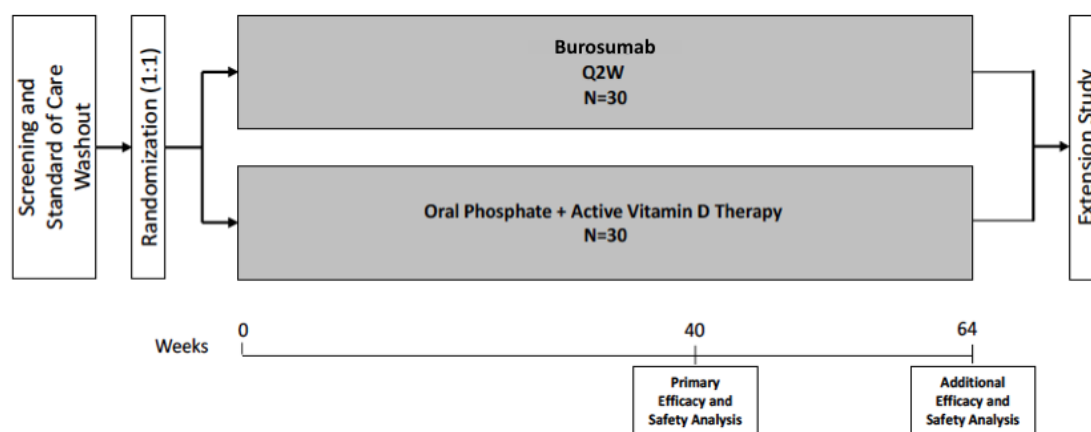 Screening and
Standard of Care
Washout
Randomization (1:1)
Burosumab
Q2W
N=30
Oral Phosphate + Active Vitamin D Therapy
N=30
Extension Study
Weeks
0
40
64
Primary
Efficacy and
Safety Analysis
Additional
Efficacy and
Safety Analysis